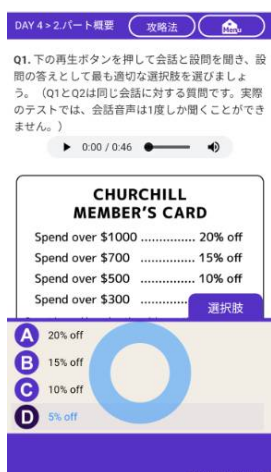 DAY 4 > 2.パート概要 攻略法 Menu
Q1. 下の再生ボタンを押して会話と設問を聞き、設
問の答えとして最も適切な選択肢を選びましょ
う。（Q1とQ2は同じ会話に対する質問です。実際
のテストでは、会話音声は1度しか聞くことができ
ません。）
0:00 / 0:46
CHURCHILL
MEMBER'S CARD
Spend over $1000 ............... 20% off
Spend over $700 ............... 15% off
Spend over $500 ............... 10% off
Spend over $300 ...............
選択肢
A 20% off
B 15% off
C 10% off
D 5% off